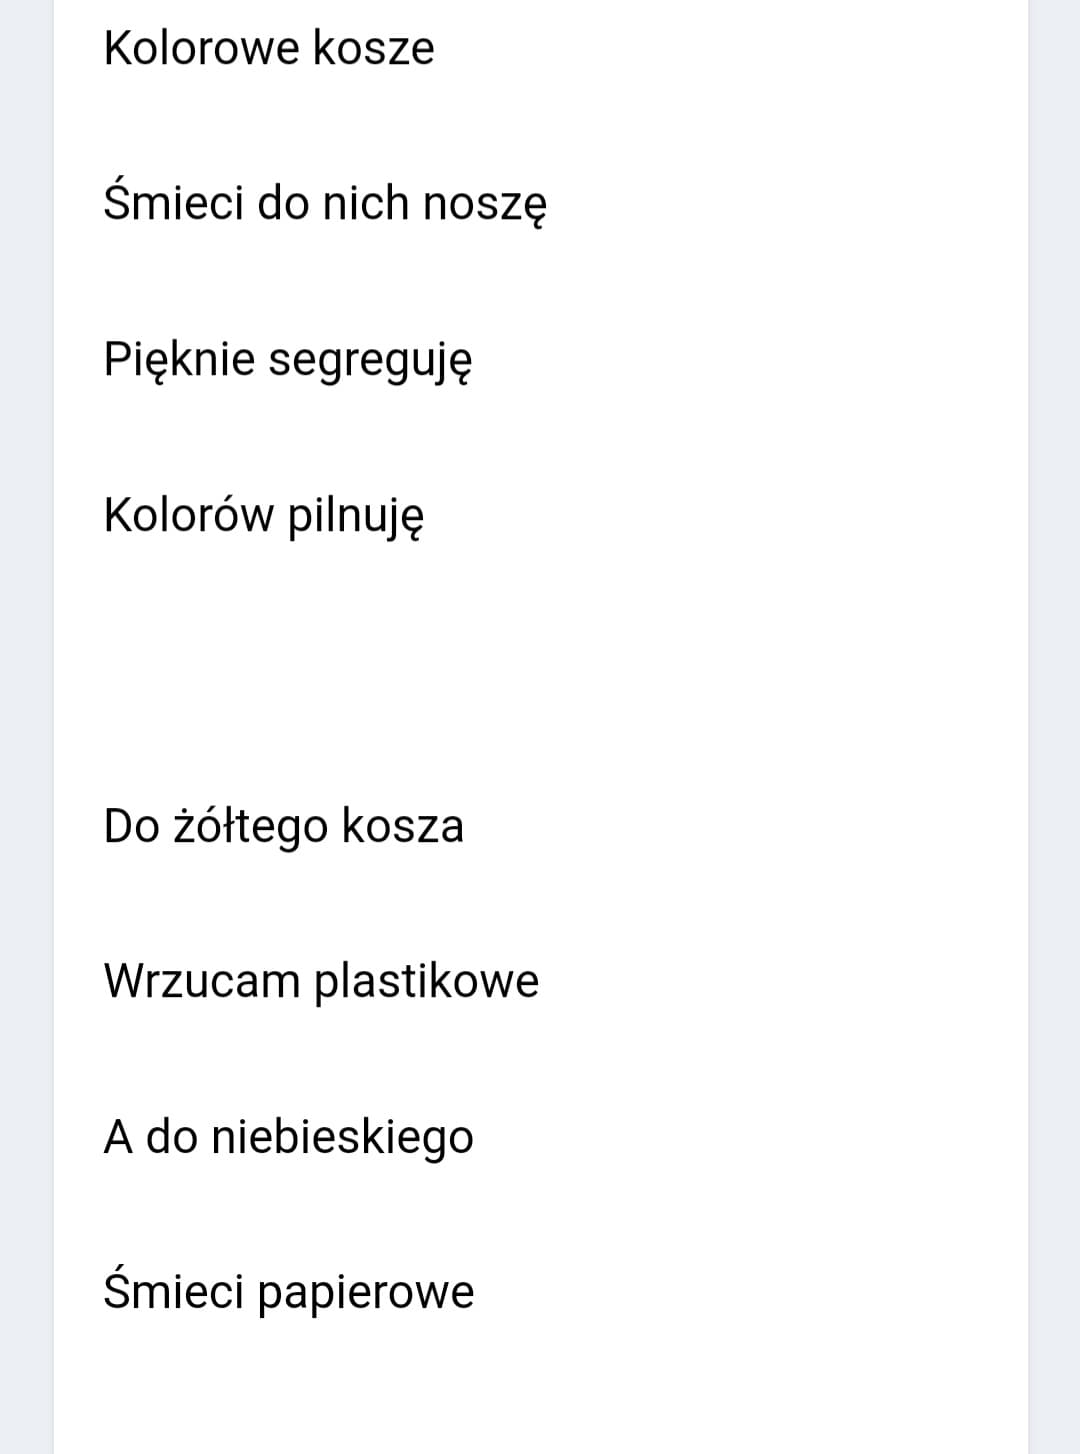 Kolorowe kosze
Śmieci do nich noszę
Pięknie segreguję
Kolorów pilnuję
Do żółtego kosza
Wrzucam plastikowe
A do niebieskiego
Śmieci papierowe